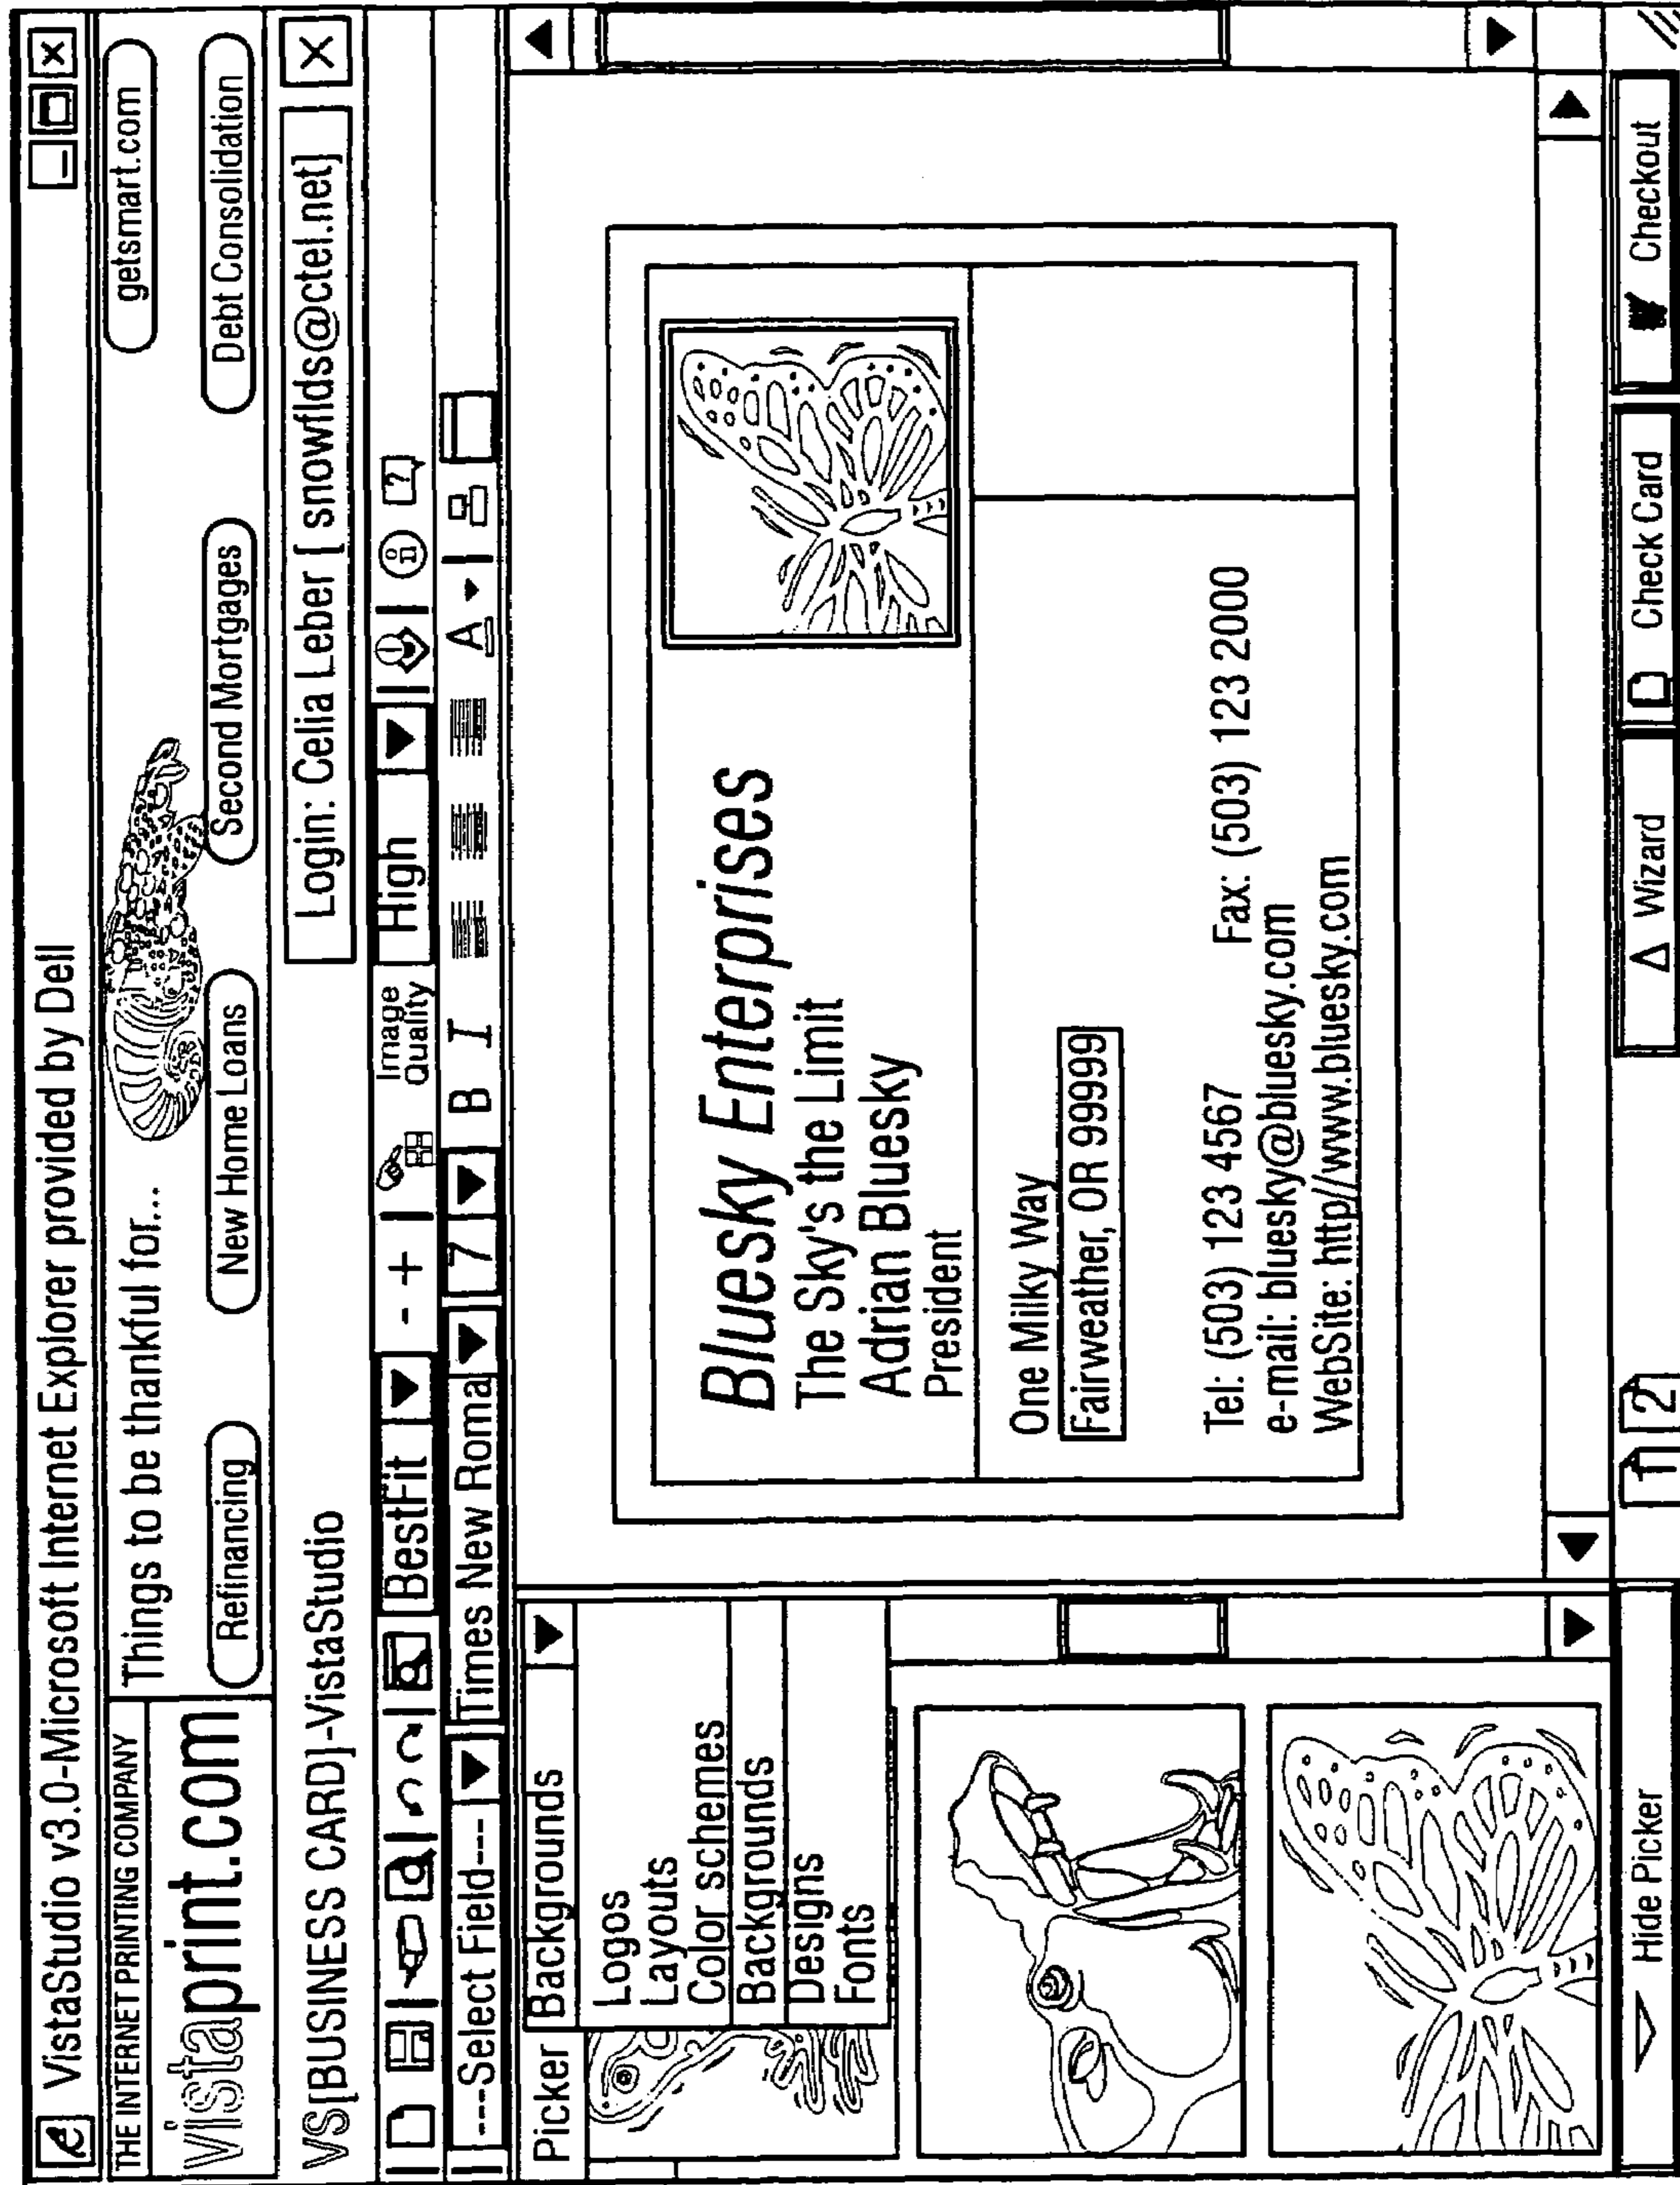 VistaStudio v3.0-Microsoft Internet Explorer provided by Dell
THE INTERNET PRINTING COMPANY
vistaprint.com
Things to be thankful for...
getsmart.com
Refinancing
New Home Loans
Second Mortgages
Debt Consolidation
VS[BUSINESS CARD]-VistaStudio
Login: Celia Leber [ snowflds@ctel.net]
BestFit
- +
Image
Quality
High
?
----Select Field----
Times New Roma
7
B I
A
Picker
Backgrounds
Logos
Layouts
Color schemes
Backgrounds
Designs
Fonts
Bluesky Enterprises
The Sky's the Limit
Adrian Bluesky
President
One Milky Way
Fairweather, OR 99999
Tel: (503) 123 4567 Fax: (503) 123 2000
e-mail: bluesky@bluesky.com
WebSite: http//www.bluesky.com
Hide Picker
1 2
Wizard
Check Card
Checkout